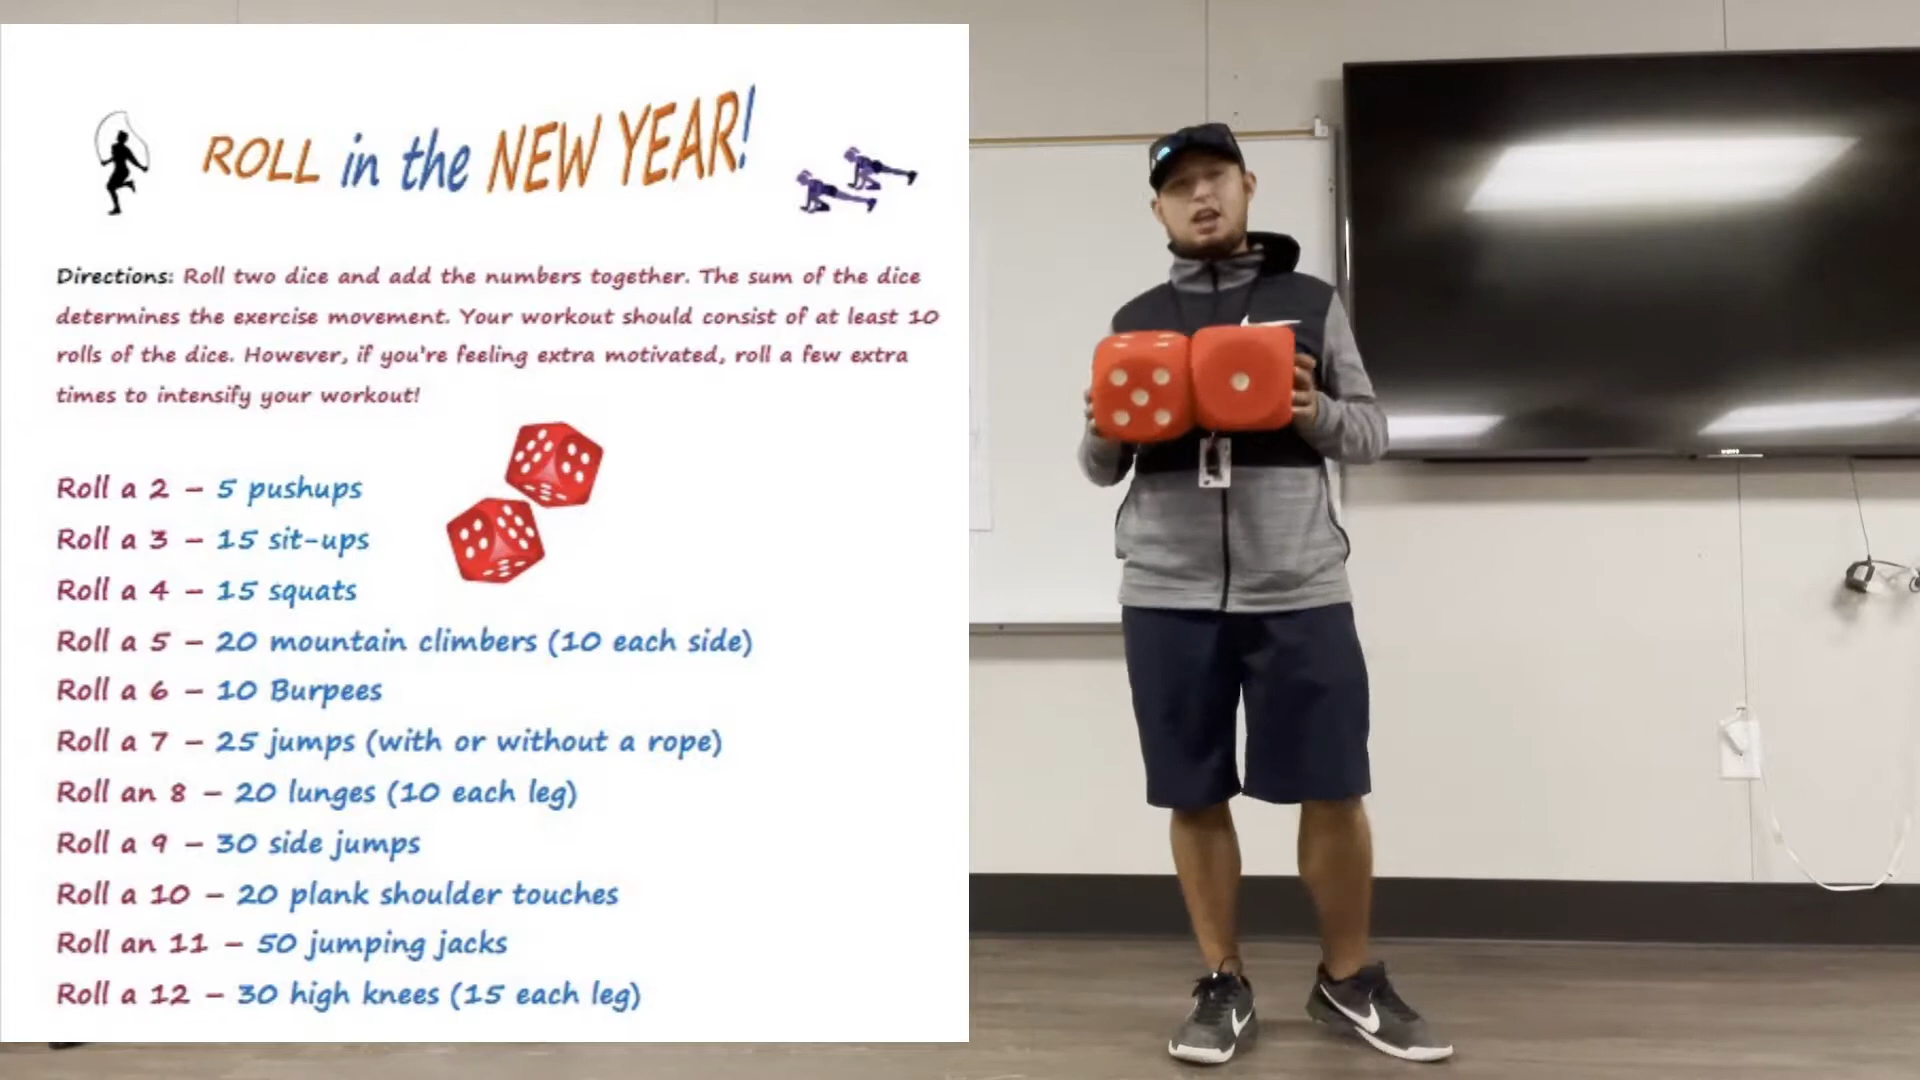 ROLL in the NEW YEAR!
Directions: Roll two dice and add the numbers together. The sum of the dice
determines the exercise movement. Your workout should consist of at least 10
rolls of the dice. However, if you're feeling extra motivated, roll a few extra
times to intensify your workout!
Roll a 2 – 5 pushups
Roll a 3 – 15 sit-ups
Roll a 4 – 15 squats
Roll a 5 – 20 mountain climbers (10 each side)
Roll a 6 – 10 Burpees
Roll a 7 – 25 jumps (with or without a rope)
Roll an 8 – 20 lunges (10 each leg)
Roll a 9 – 30 side jumps
Roll a 10 – 20 plank shoulder touches
Roll an 11 – 50 jumping jacks
Roll a 12 – 30 high knees (15 each leg)